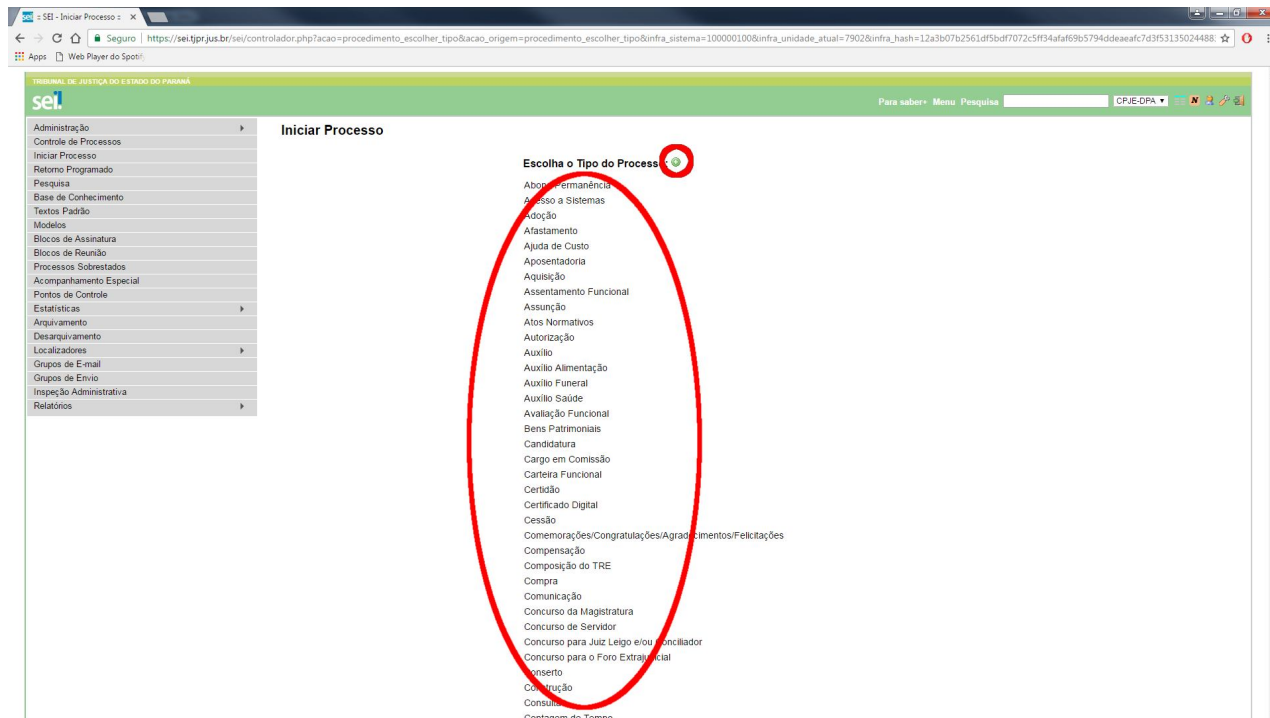 sei :: SEI - Iniciar Processo ::
Seguro https://sei.tjpr.jus.br/sei/controlador.php?acao=procedimento_escolher_tipo&acao_origem=procedimento_escolher_tipo&infra_sistema=100000100&infra_unidade_atual=7902&infra_hash=12a3b07b2561df5bdf7072c5ff34afaf69b5794ddeaeafc7d3f53135024488
Apps Web Player do Spotify
TRIBUNAL DE JUSTIÇA DO ESTADO DO PARANÁ
sei!
Para saber+ Menu Pesquisa CPJE-DPA
Administração
Controle de Processos
Iniciar Processo
Retorno Programado
Pesquisa
Base de Conhecimento
Textos Padrão
Modelos
Blocos de Assinatura
Blocos de Reunião
Processos Sobrestados
Acompanhamento Especial
Pontos de Controle
Estatísticas
Arquivamento
Desarquivamento
Localizadores
Grupos de E-mail
Grupos de Envio
Inspeção Administrativa
Relatórios
Iniciar Processo
Escolha o Tipo do Processo:
Abono Permanência
Acesso a Sistemas
Adoção
Afastamento
Ajuda de Custo
Aposentadoria
Aquisição
Assentamento Funcional
Assunção
Atos Normativos
Autorização
Auxílio
Auxílio Alimentação
Auxílio Funeral
Auxílio Saúde
Avaliação Funcional
Bens Patrimoniais
Candidatura
Cargo em Comissão
Carteira Funcional
Certidão
Certificado Digital
Cessão
Comemorações/Congratulações/Agradecimentos/Felicitações
Compensação
Composição do TRE
Compra
Comunicação
Concurso da Magistratura
Concurso de Servidor
Concurso para Juiz Leigo e/ou Conciliador
Concurso para o Foro Extrajudicial
Conserto
Construção
Consulta
Contagem de Tempo